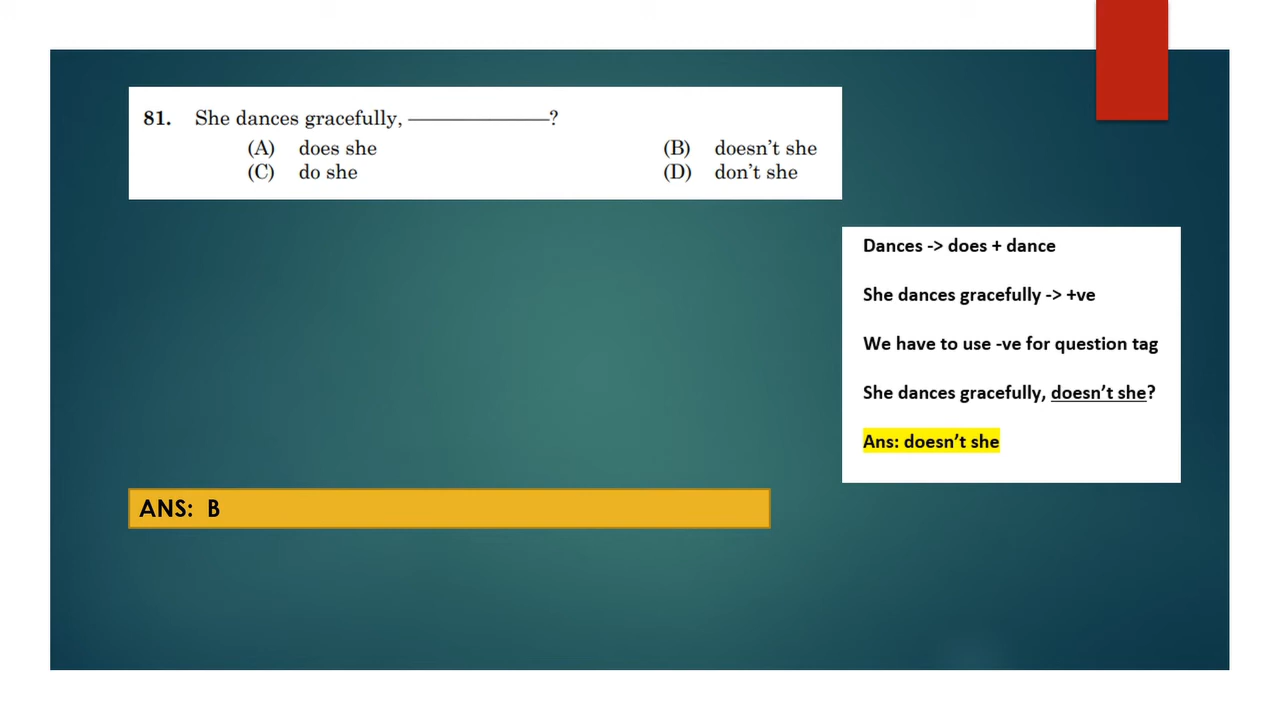 81. She dances gracefully, —————?
(A) does she (B) doesn’t she
(C) do she (D) don’t she
Dances -> does + dance
She dances gracefully -> +ve
We have to use -ve for question tag
She dances gracefully, doesn’t she?
Ans: doesn’t she
ANS: B